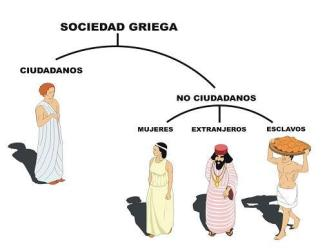 SOCIEDAD GRIEGA
CIUDADANOS
NO CIUDADANOS
MUJERES EXTRANJEROS ESCLAVOS